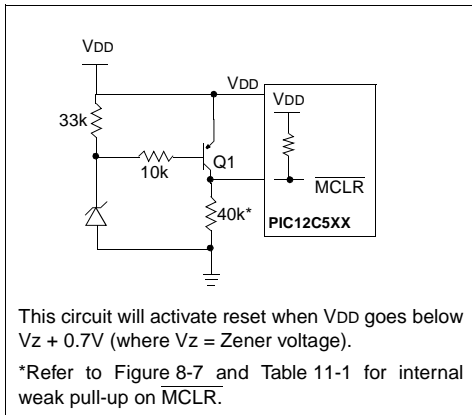 VDD
VDD
VDD
33k
Q1
10k
MCLR
40k*
PIC12C5XX
This circuit will activate reset when VDD goes below
Vz + 0.7V (where Vz = Zener voltage).
*Refer to Figure 8-7 and Table 11-1 for internal
weak pull-up on MCLR.